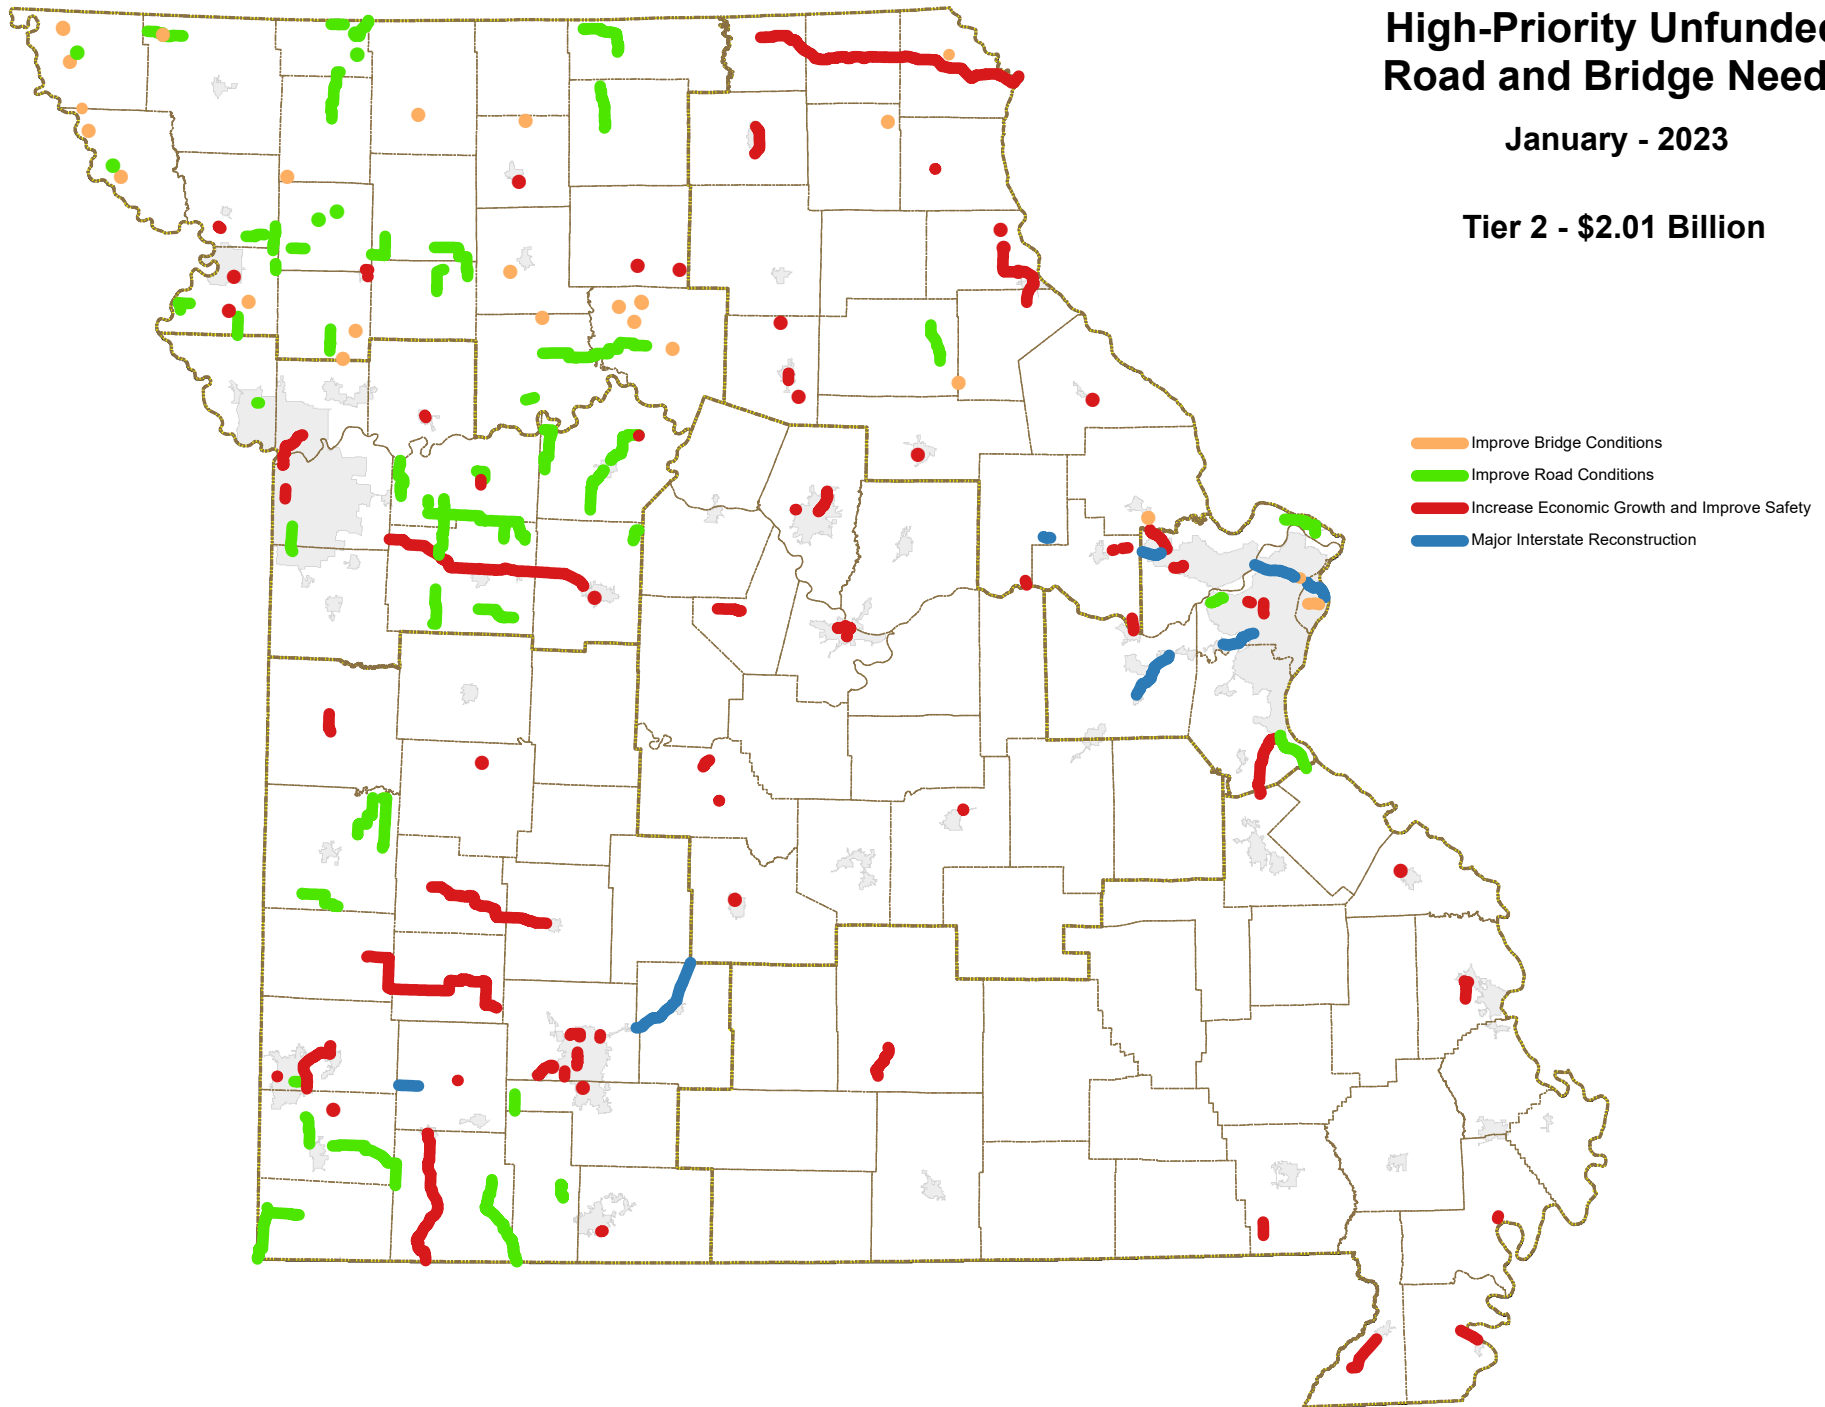 High-Priority Unfunded
Road and Bridge Need
January - 2023
Tier 2 - $2.01 Billion
Improve Bridge Conditions
Improve Road Conditions
Increase Economic Growth and Improve Safety
Major Interstate Reconstruction